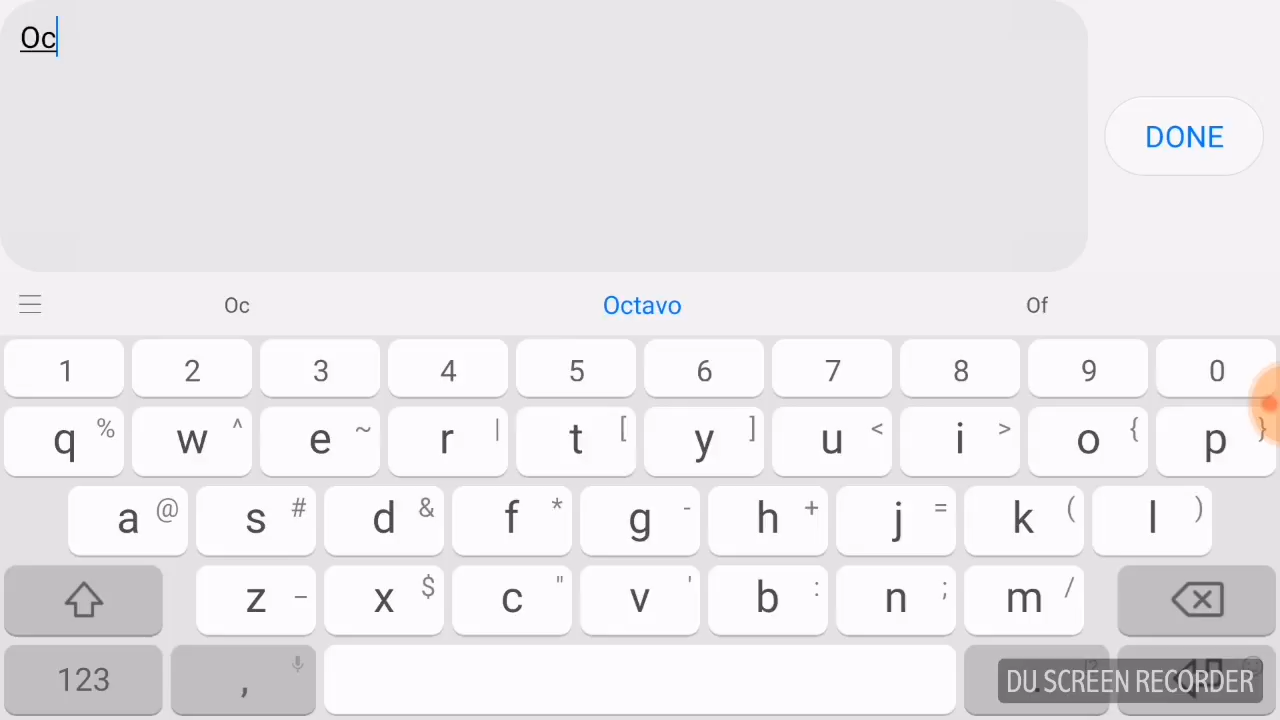 Oc
DONE
Oc Octavo Of
1 2 3 4 5 6 7 8 9 0
q % w ^ e ~ r | t [ y ] u < i > o { p }
a @ s # d & f * g - h + j = k ( l )
z _ x $ c " v ' b : n ; m /
123 ,
DU SCREEN RECORDER